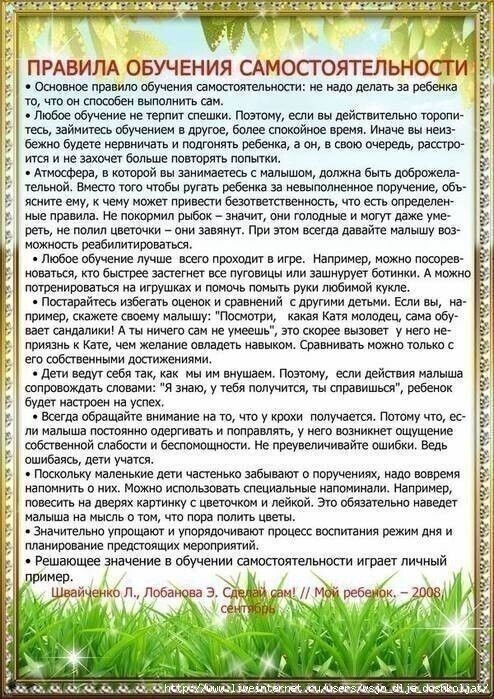 ПРАВИЛА ОБУЧЕНИЯ САМОСТОЯТЕЛЬНОСТИ
• Основное правило обучения самостоятельности: не надо делать за ребенка
то, что он способен выполнить сам.
• Любое обучение не терпит спешки. Поэтому, если вы действительно торопи-
тесь, займитесь обучением в другое, более спокойное время. Иначе вы неиз-
бежно будете нервничать и подгонять ребенка, а он, в свою очередь, расстро-
ится и не захочет больше повторять попытки.
• Атмосфера, в которой вы занимаетесь с малышом, должна быть доброжела-
тельной. Вместо того чтобы ругать ребенка за невыполненное поручение, объ-
ясните ему, к чему может привести безответственность, что есть определен-
ные правила. Не покормил рыбок – значит, они голодные и могут даже уме-
реть, не полил цветочки – они завянут. При этом всегда давайте малышу воз-
можность реабилитироваться.
• Любое обучение лучше всего проходит в игре. Например, можно посорев-
новаться, кто быстрее застегнет все пуговицы или зашнурует ботинки. А можно
потренироваться на игрушках и помочь помыть руки любимой кукле.
• Постарайтесь избегать оценок и сравнений с другими детьми. Если вы, на-
пример, скажете своему малышу: "Посмотри, какая Катя молодец, сама обу-
вает сандалики! А ты ничего сам не умеешь", это скорее вызовет у него не-
приязнь к Кате, чем желание овладеть навыком. Сравнивать можно только с
его собственными достижениями.
• Дети ведут себя так, как мы им внушаем. Поэтому, если действия малыша
сопровождать словами: "Я знаю, у тебя получится, ты справишься", ребенок
будет настроен на успех.
• Всегда обращайте внимание на то, что у крохи получается. Потому что, ес-
ли малыша постоянно одергивать и поправлять, у него возникнет ощущение
собственной слабости и беспомощности. Не преувеличивайте ошибки. Ведь
ошибаясь, дети учатся.
• Поскольку маленькие дети частенько забывают о поручениях, надо вовремя
напомнить о них. Можно использовать специальные напоминали. Например,
повесить на дверях картинку с цветочком и лейкой. Это обязательно наведет
малыша на мысль о том, что пора полить цветы.
• Значительно упрощают и упорядочивают процесс воспитания режим дня и
планирование предстоящих мероприятий.
• Решающее значение в обучении самостоятельности играет личный
пример.
Швайченко Л., Лобанова Э. Сделай сам! // Мой ребенок. – 2008,
сентябрь